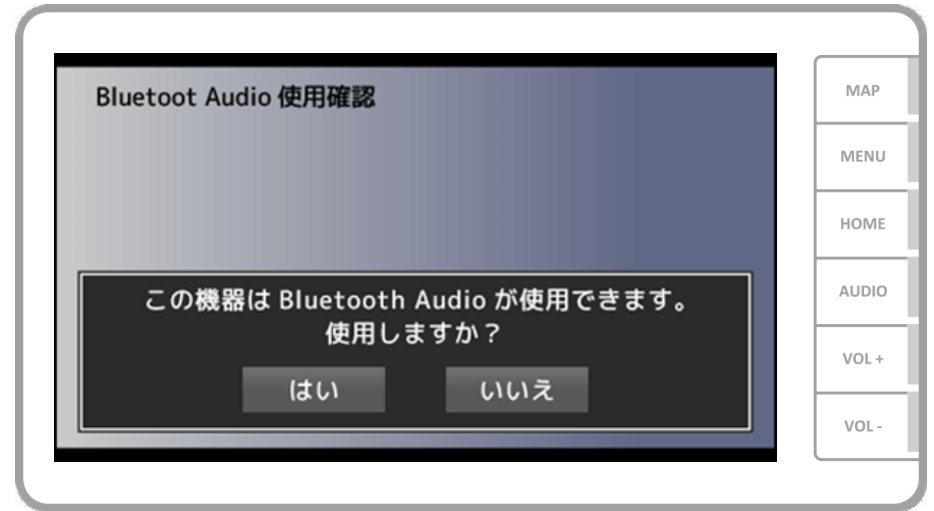 Bluetoot Audio 使用確認
この機器は Bluetooth Audio が使用できます。
使用しますか？
はい
いいえ
MAP
MENU
HOME
AUDIO
VOL +
VOL -